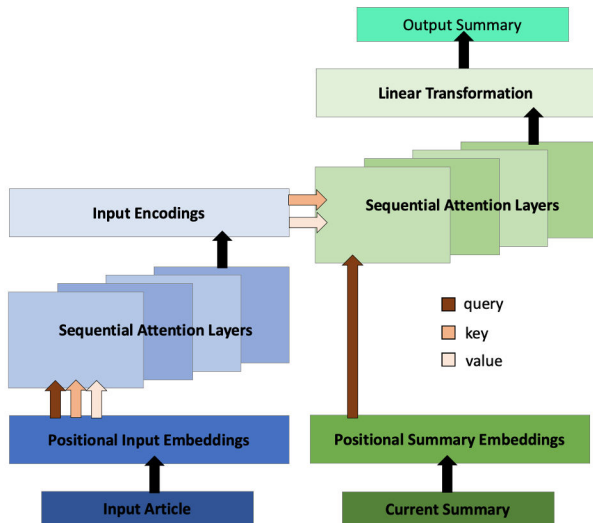 Output Summary
Linear Transformation
Sequential Attention Layers
Input Encodings
Sequential Attention Layers
query
key
value
Positional Input Embeddings
Positional Summary Embeddings
Input Article
Current Summary